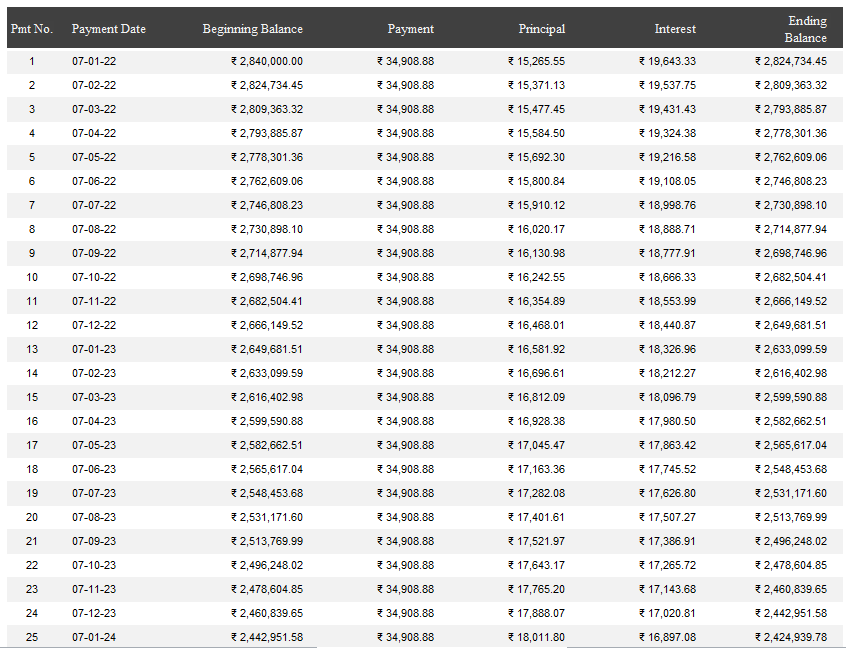 Pmt No. Payment Date Beginning Balance Payment Principal Interest Ending Balance
1 07-01-22 ₹ 2,840,000.00 ₹ 34,908.88 ₹ 15,265.55 ₹ 19,643.33 ₹ 2,824,734.45
2 07-02-22 ₹ 2,824,734.45 ₹ 34,908.88 ₹ 15,371.13 ₹ 19,537.75 ₹ 2,809,363.32
3 07-03-22 ₹ 2,809,363.32 ₹ 34,908.88 ₹ 15,477.45 ₹ 19,431.43 ₹ 2,793,885.87
4 07-04-22 ₹ 2,793,885.87 ₹ 34,908.88 ₹ 15,584.50 ₹ 19,324.38 ₹ 2,778,301.36
5 07-05-22 ₹ 2,778,301.36 ₹ 34,908.88 ₹ 15,692.30 ₹ 19,216.58 ₹ 2,762,609.06
6 07-06-22 ₹ 2,762,609.06 ₹ 34,908.88 ₹ 15,800.84 ₹ 19,108.05 ₹ 2,746,808.23
7 07-07-22 ₹ 2,746,808.23 ₹ 34,908.88 ₹ 15,910.12 ₹ 18,998.76 ₹ 2,730,898.10
8 07-08-22 ₹ 2,730,898.10 ₹ 34,908.88 ₹ 16,020.17 ₹ 18,888.71 ₹ 2,714,877.94
9 07-09-22 ₹ 2,714,877.94 ₹ 34,908.88 ₹ 16,130.98 ₹ 18,777.91 ₹ 2,698,746.96
10 07-10-22 ₹ 2,698,746.96 ₹ 34,908.88 ₹ 16,242.55 ₹ 18,666.33 ₹ 2,682,504.41
11 07-11-22 ₹ 2,682,504.41 ₹ 34,908.88 ₹ 16,354.89 ₹ 18,553.99 ₹ 2,666,149.52
12 07-12-22 ₹ 2,666,149.52 ₹ 34,908.88 ₹ 16,468.01 ₹ 18,440.87 ₹ 2,649,681.51
13 07-01-23 ₹ 2,649,681.51 ₹ 34,908.88 ₹ 16,581.92 ₹ 18,326.96 ₹ 2,633,099.59
14 07-02-23 ₹ 2,633,099.59 ₹ 34,908.88 ₹ 16,696.61 ₹ 18,212.27 ₹ 2,616,402.98
15 07-03-23 ₹ 2,616,402.98 ₹ 34,908.88 ₹ 16,812.09 ₹ 18,096.79 ₹ 2,599,590.88
16 07-04-23 ₹ 2,599,590.88 ₹ 34,908.88 ₹ 16,928.38 ₹ 17,980.50 ₹ 2,582,662.51
17 07-05-23 ₹ 2,582,662.51 ₹ 34,908.88 ₹ 17,045.47 ₹ 17,863.42 ₹ 2,565,617.04
18 07-06-23 ₹ 2,565,617.04 ₹ 34,908.88 ₹ 17,163.36 ₹ 17,745.52 ₹ 2,548,453.68
19 07-07-23 ₹ 2,548,453.68 ₹ 34,908.88 ₹ 17,282.08 ₹ 17,626.80 ₹ 2,531,171.60
20 07-08-23 ₹ 2,531,171.60 ₹ 34,908.88 ₹ 17,401.61 ₹ 17,507.27 ₹ 2,513,769.99
21 07-09-23 ₹ 2,513,769.99 ₹ 34,908.88 ₹ 17,521.97 ₹ 17,386.91 ₹ 2,496,248.02
22 07-10-23 ₹ 2,496,248.02 ₹ 34,908.88 ₹ 17,643.17 ₹ 17,265.72 ₹ 2,478,604.85
23 07-11-23 ₹ 2,478,604.85 ₹ 34,908.88 ₹ 17,765.20 ₹ 17,143.68 ₹ 2,460,839.65
24 07-12-23 ₹ 2,460,839.65 ₹ 34,908.88 ₹ 17,888.07 ₹ 17,020.81 ₹ 2,442,951.58
25 07-01-24 ₹ 2,442,951.58 ₹ 34,908.88 ₹ 18,011.80 ₹ 16,897.08 ₹ 2,424,939.78